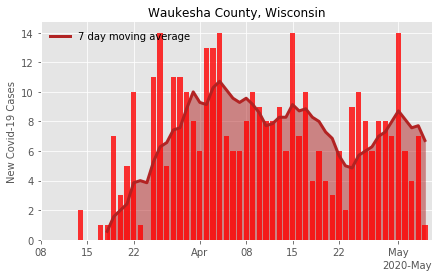 Waukesha County, Wisconsin
7 day moving average
New Covid-19 Cases
14
12
10
8
6
4
2
0
08 15 22 Apr 08 15 22 May
2020-May